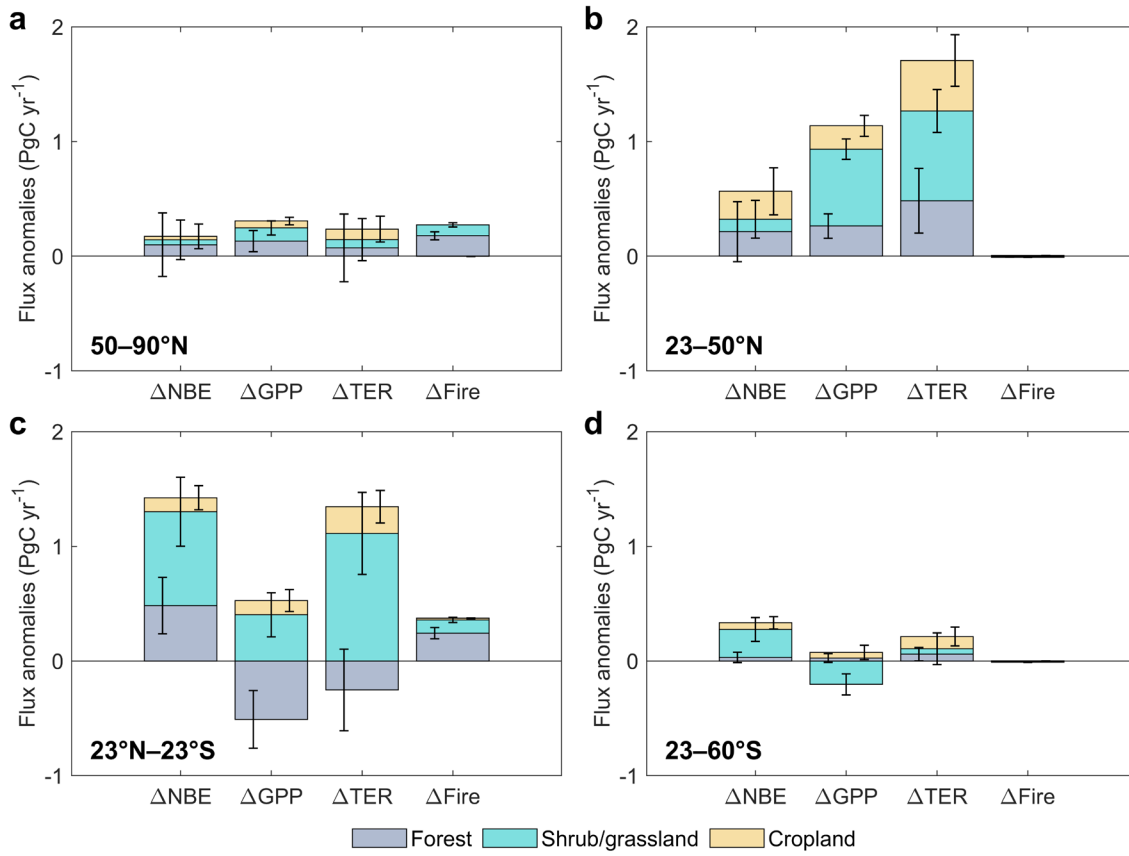 a
2
1
0
-1
Flux anomalies (PgC yr-1)
50–90°N
ΔNBE ΔGPP ΔTER ΔFire
b
2
1
0
-1
Flux anomalies (PgC yr-1)
23–50°N
ΔNBE ΔGPP ΔTER ΔFire
c
2
1
0
-1
Flux anomalies (PgC yr-1)
23°N–23°S
ΔNBE ΔGPP ΔTER ΔFire
d
2
1
0
-1
Flux anomalies (PgC yr-1)
23–60°S
ΔNBE ΔGPP ΔTER ΔFire
Forest Shrub/grassland Cropland